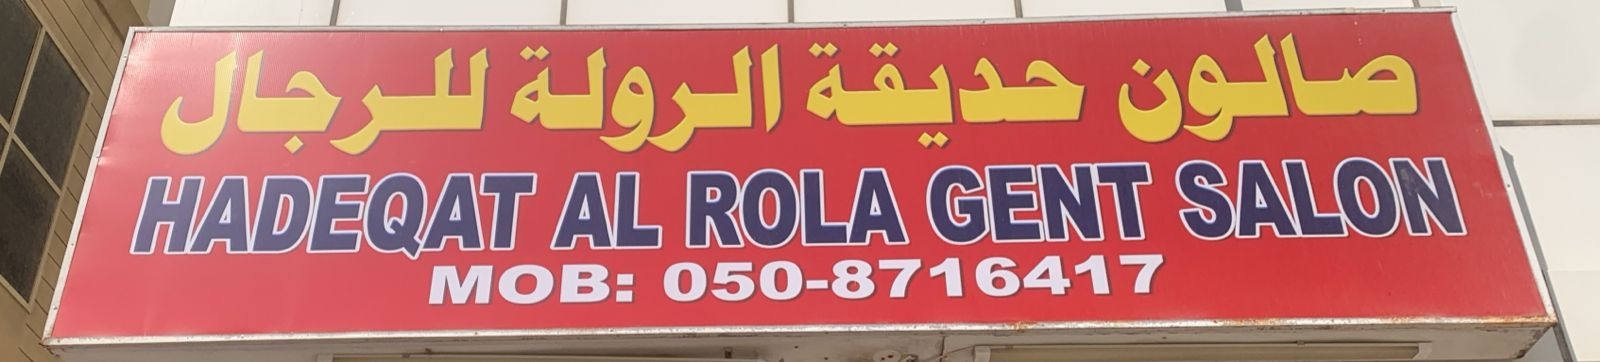 صالون حديقة الرولة للرجال
HADEQAT AL ROLA GENT SALON
MOB: 050-8716417